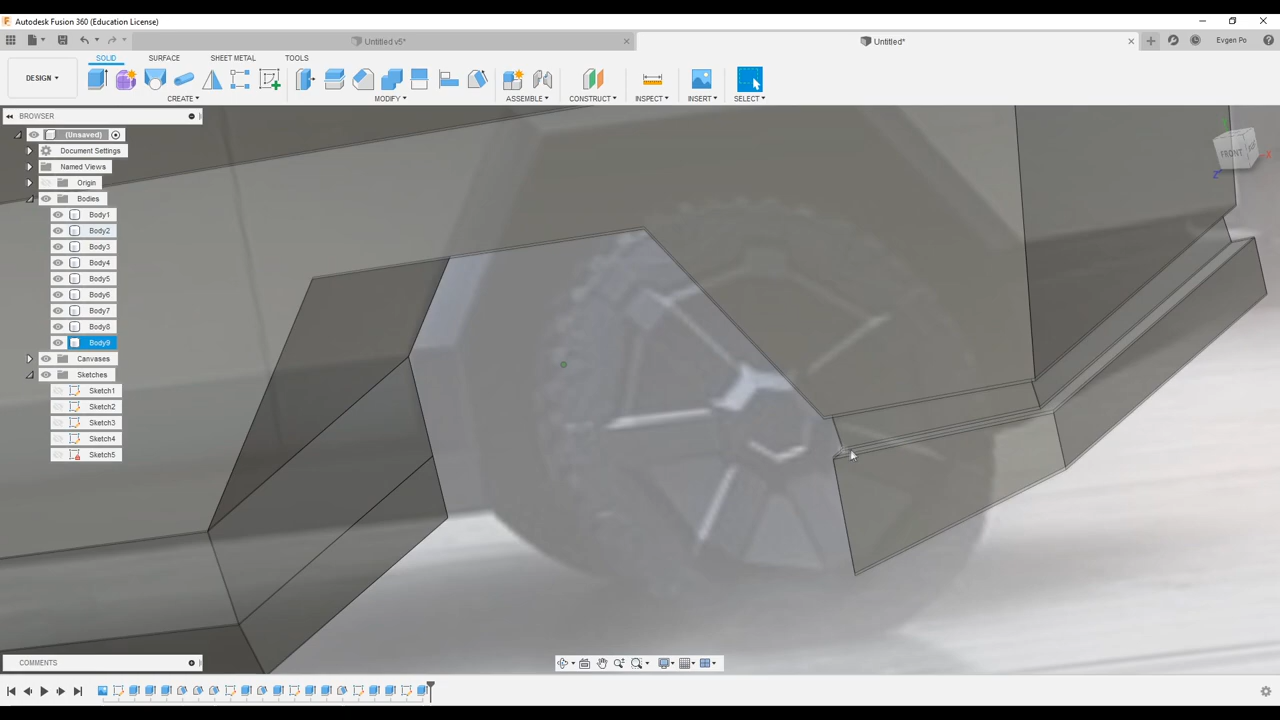 Autodesk Fusion 360 (Education License)
Untitled v5*
Untitled*
Evgen Po
DESIGN
SOLID
SURFACE
SHEET METAL
TOOLS
CREATE
MODIFY
ASSEMBLE
CONSTRUCT
INSPECT
INSERT
SELECT
BROWSER
(Unsaved)
Document Settings
Named Views
Origin
Bodies
Body1
Body2
Body3
Body4
Body5
Body6
Body7
Body8
Body9
Canvases
Sketches
Sketch1
Sketch2
Sketch3
Sketch4
Sketch5
FRONT
X
Z
COMMENTS